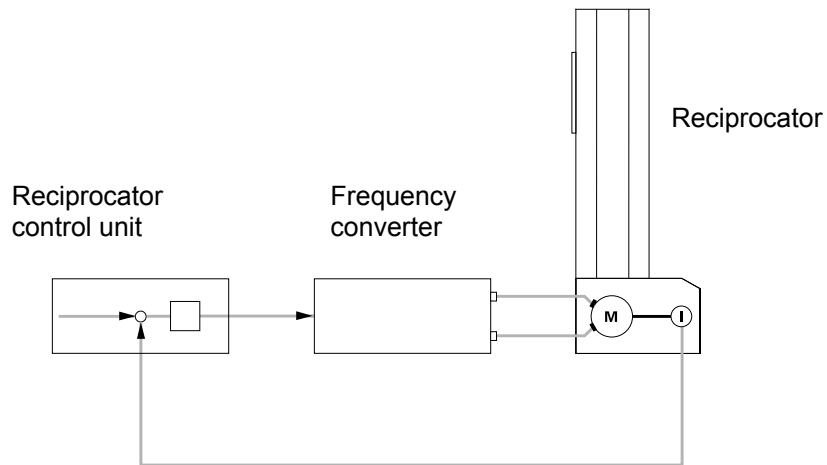 Reciprocator
Reciprocator
control unit
Frequency
converter
M
I